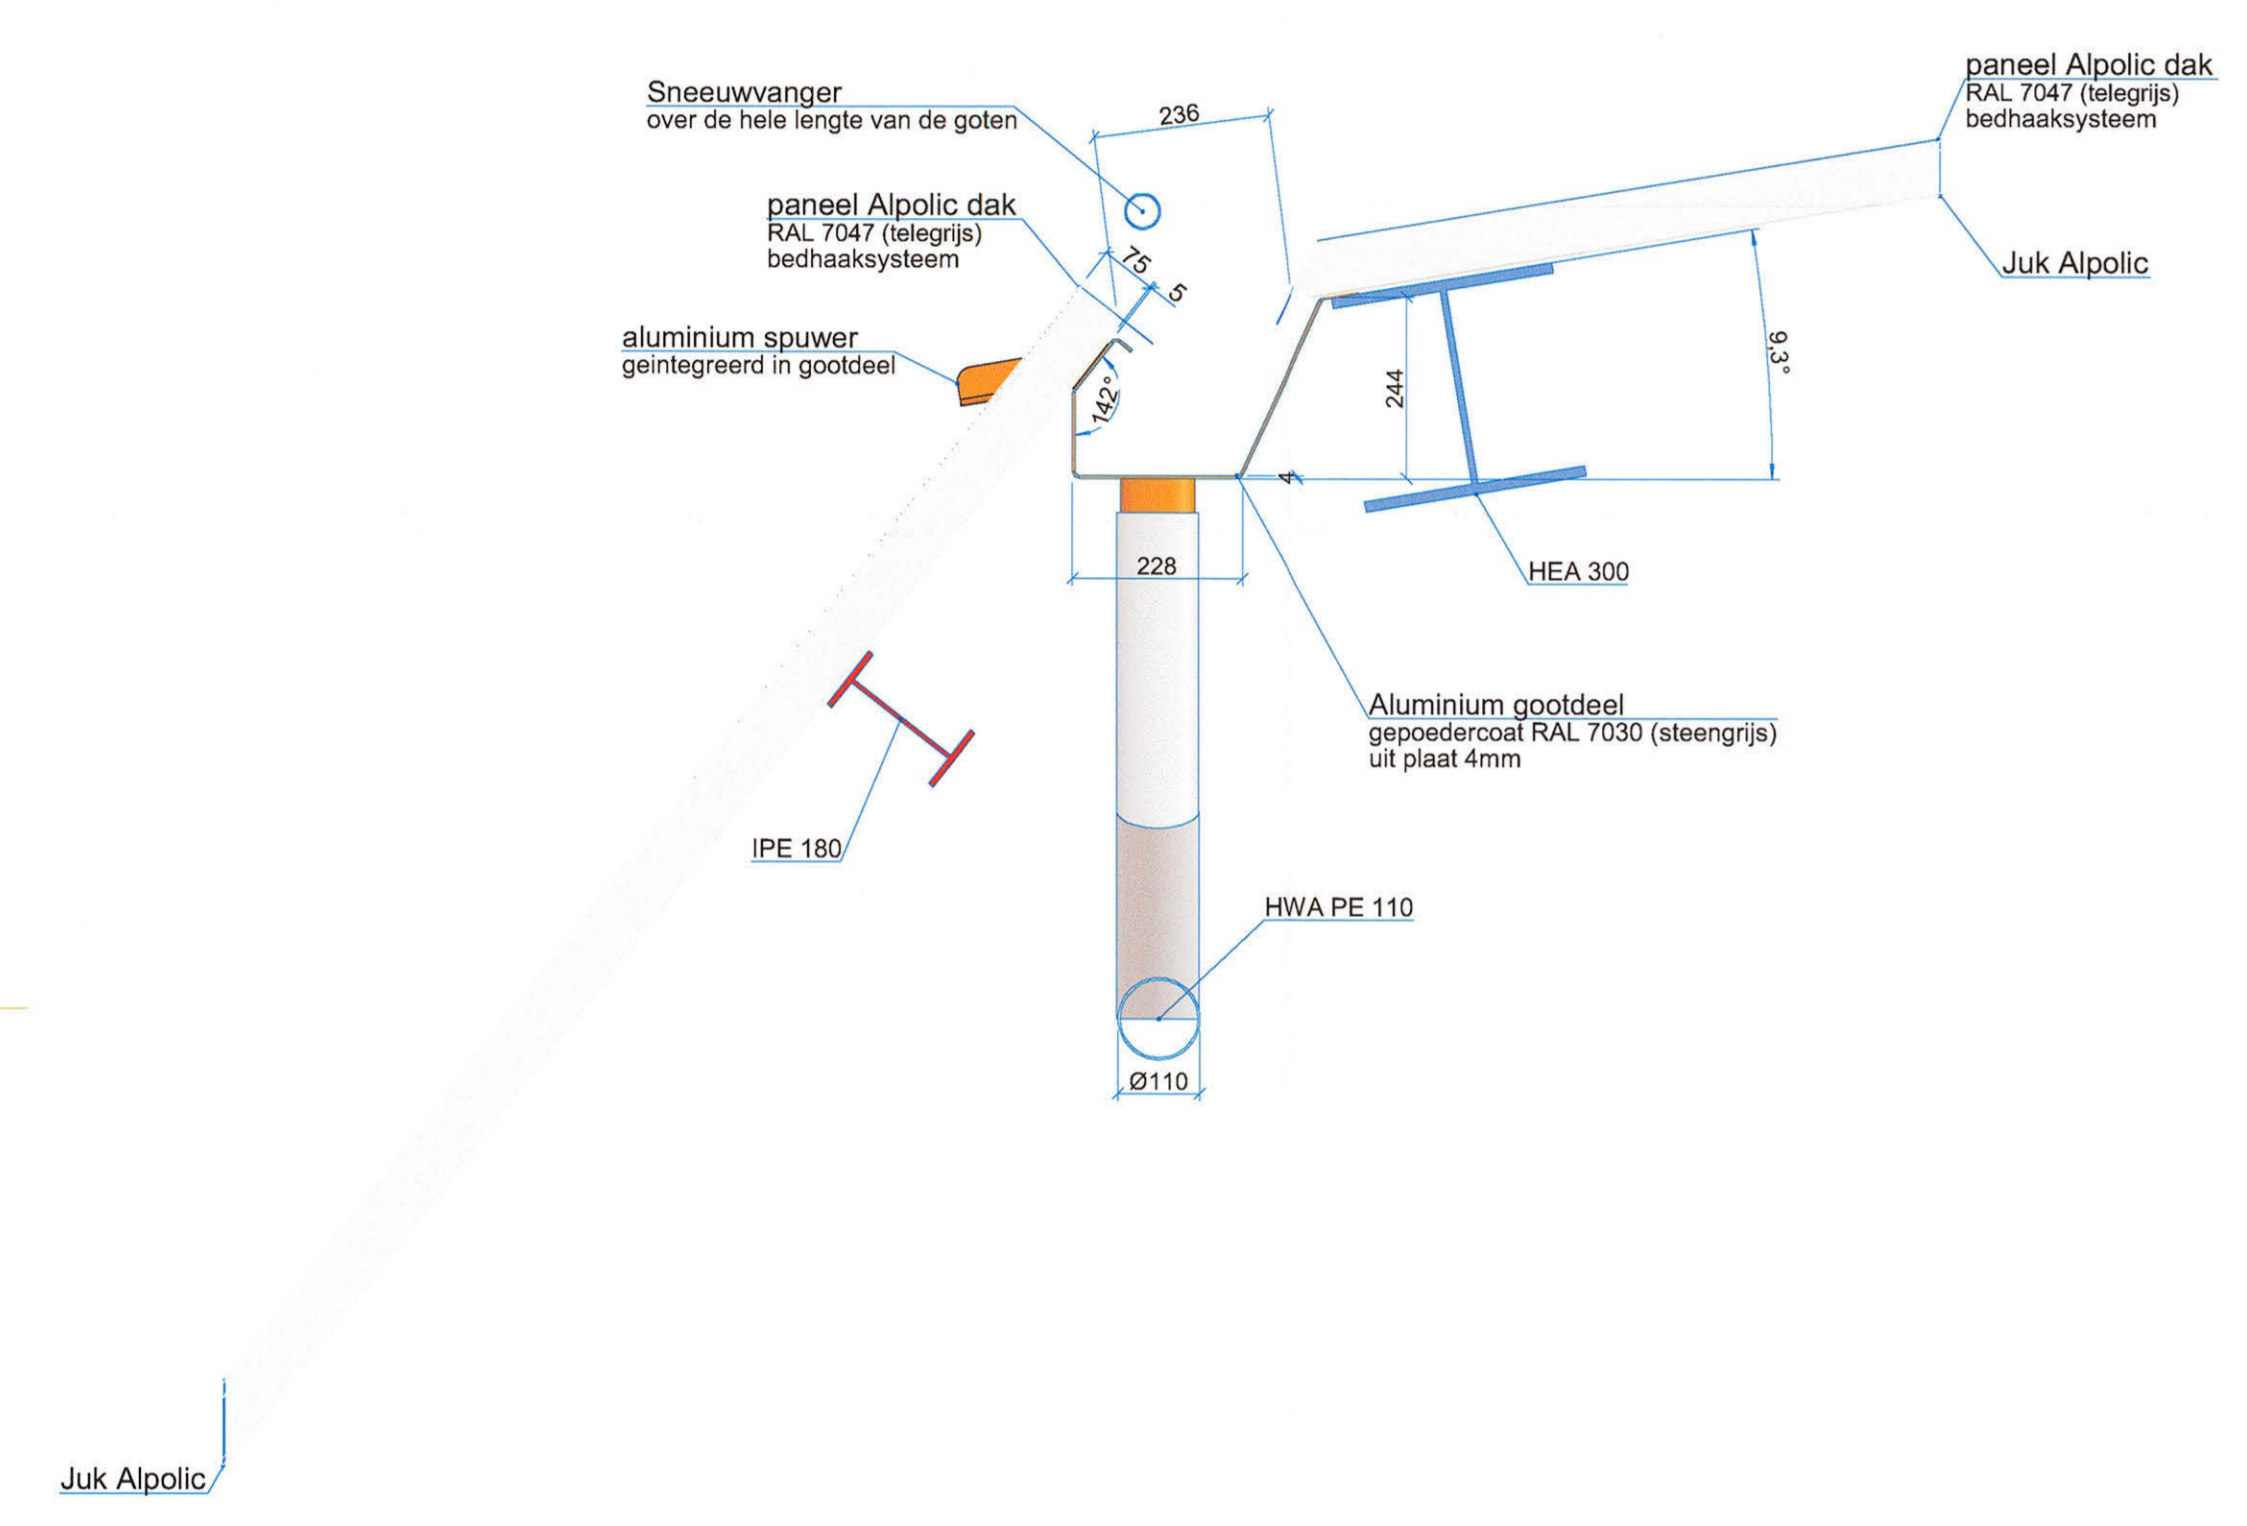 Sneeuwvanger
over de hele lengte van de goten
236
paneel Alpolic dak
RAL 7047 (telegrijs)
bedhaaksysteem
paneel Alpolic dak
RAL 7047 (telegrijs)
bedhaaksysteem
75
5
Juk Alpolic
aluminium spuwer
geintegreerd in gootdeel
142°
244
9,3°
4
228
HEA 300
Aluminium gootdeel
gepoedercoat RAL 7030 (steengrijs)
uit plaat 4mm
IPE 180
HWA PE 110
Ø110
Juk Alpolic